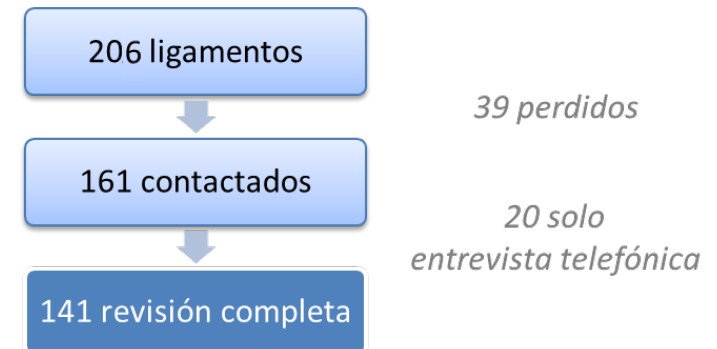 206 ligamentos
39 perdidos
161 contactados
20 solo
entrevista telefónica
141 revisión completa